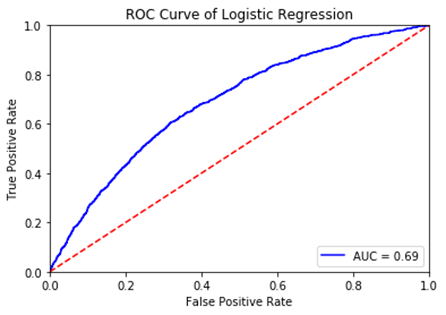 ROC Curve of Logistic Regression
1.0
0.8
0.6
0.4
0.2
0.0
True Positive Rate
AUC = 0.69
0.0 0.2 0.4 0.6 0.8 1.0
False Positive Rate